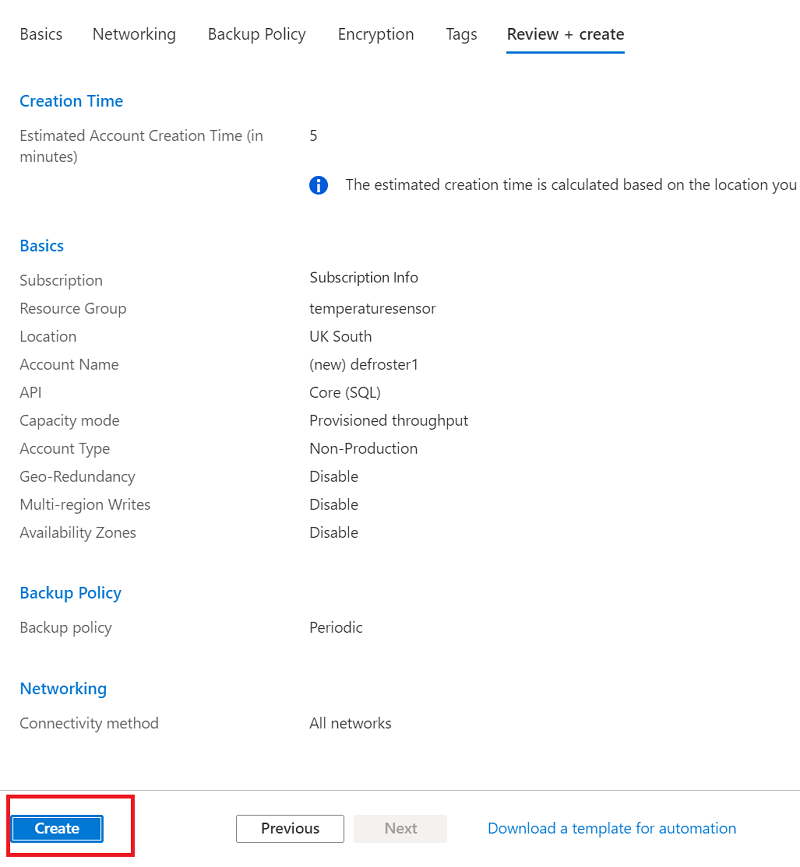 Basics Networking Backup Policy Encryption Tags Review + create
Creation Time
Estimated Account Creation Time (in 5
minutes)
The estimated creation time is calculated based on the location you
Basics
Subscription Subscription Info
Resource Group temperaturesensor
Location UK South
Account Name (new) defroster1
API Core (SQL)
Capacity mode Provisioned throughput
Account Type Non-Production
Geo-Redundancy Disable
Multi-region Writes Disable
Availability Zones Disable
Backup Policy
Backup policy Periodic
Networking
Connectivity method All networks
Create Previous Next Download a template for automation